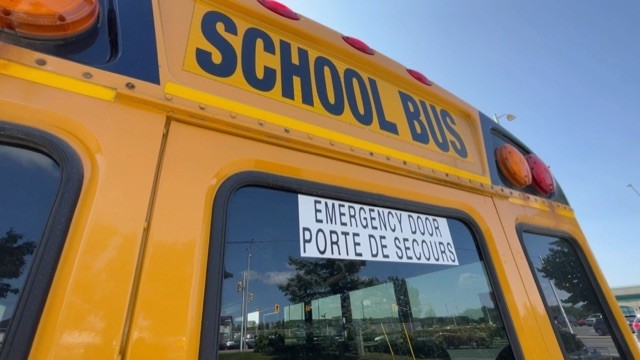 SCHOOL BUS
EMERGENCY DOOR
PORTE DE SECOURS